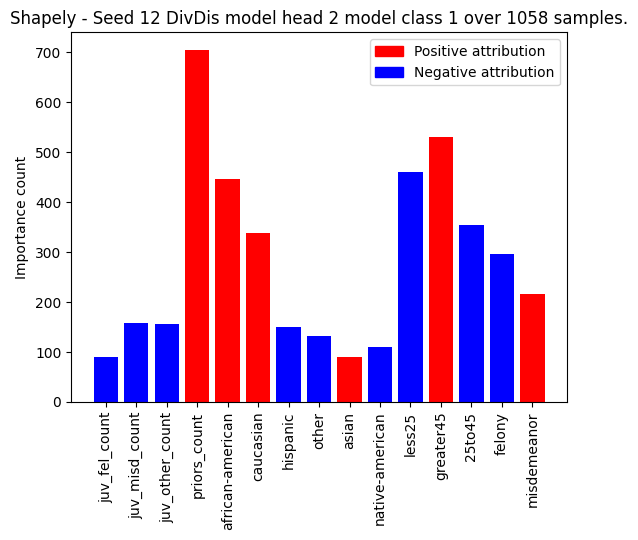 Shapely - Seed 12 DivDis model head 2 model class 1 over 1058 samples.
Positive attribution
Negative attribution
Importance count
700
600
500
400
300
200
100
0
juv_fel_count
juv_misd_count
juv_other_count
priors_count
african-american
caucasian
hispanic
other
asian
native-american
less25
greater45
25to45
felony
misdemeanor